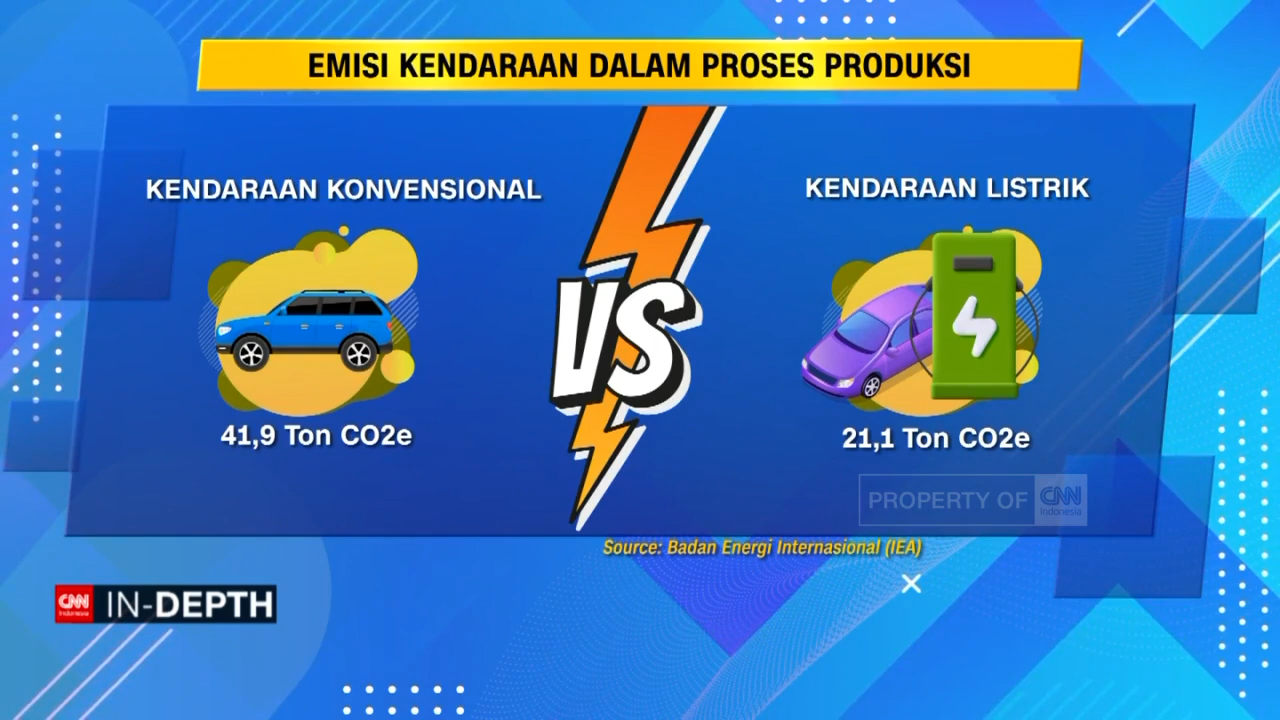 EMISI KENDARAAN DALAM PROSES PRODUKSI
KENDARAAN KONVENSIONAL
KENDARAAN LISTRIK
VS
41,9 Ton CO2e
21,1 Ton CO2e
PROPERTY OF CNN Indonesia
Source: Badan Energi Internasional (IEA)
CNN Indonesia IN-DEPTH